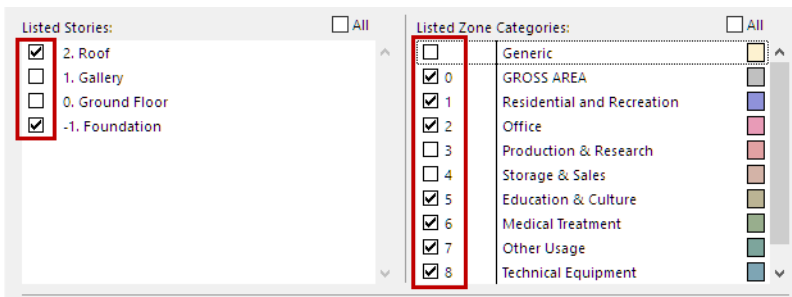 Listed Stories: All
2. Roof
1. Gallery
0. Ground Floor
-1. Foundation
Listed Zone Categories: All
Generic
0 GROSS AREA
1 Residential and Recreation
2 Office
3 Production & Research
4 Storage & Sales
5 Education & Culture
6 Medical Treatment
7 Other Usage
8 Technical Equipment